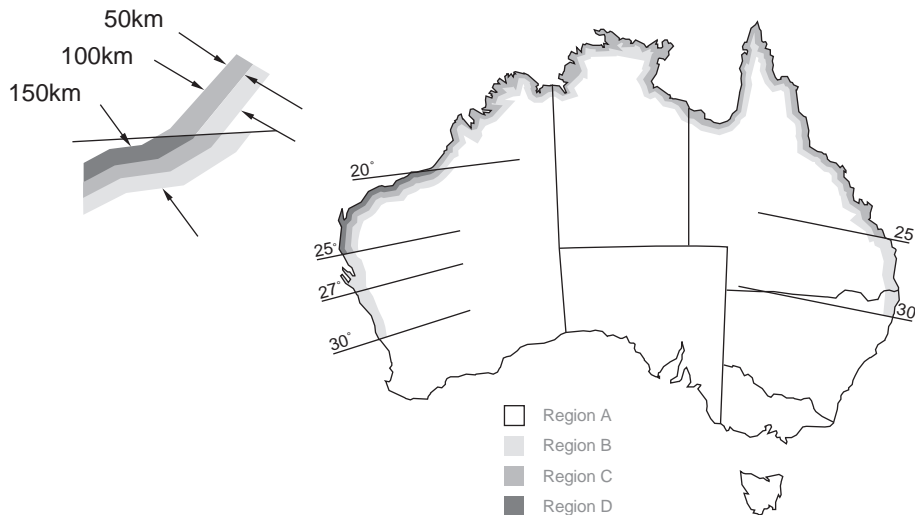 50km
100km
150km
20°
25°
27°
30°
25
30
Region A
Region B
Region C
Region D